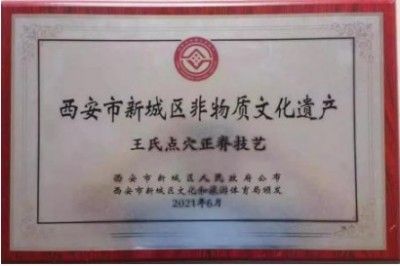 西安市新城区非物质文化遗产
王氏点穴正脊技艺
西安市新城区人民政府公布
西安市新城区文化和旅游体育局颁发
2021年6月